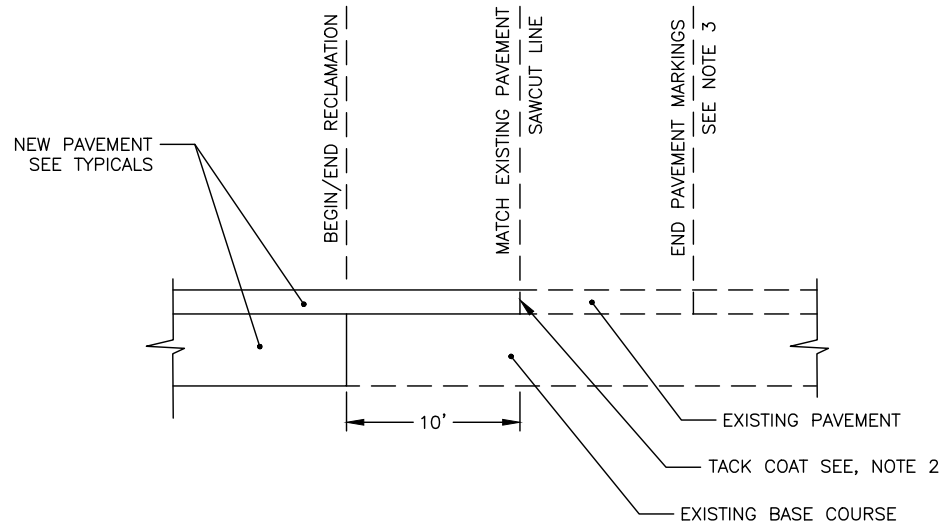 BEGIN/END RECLAMATION
MATCH EXISTING PAVEMENT
SAWCUT LINE
END PAVEMENT MARKINGS
SEE NOTE 3
NEW PAVEMENT
SEE TYPICALS
10'
EXISTING PAVEMENT
TACK COAT SEE, NOTE 2
EXISTING BASE COURSE